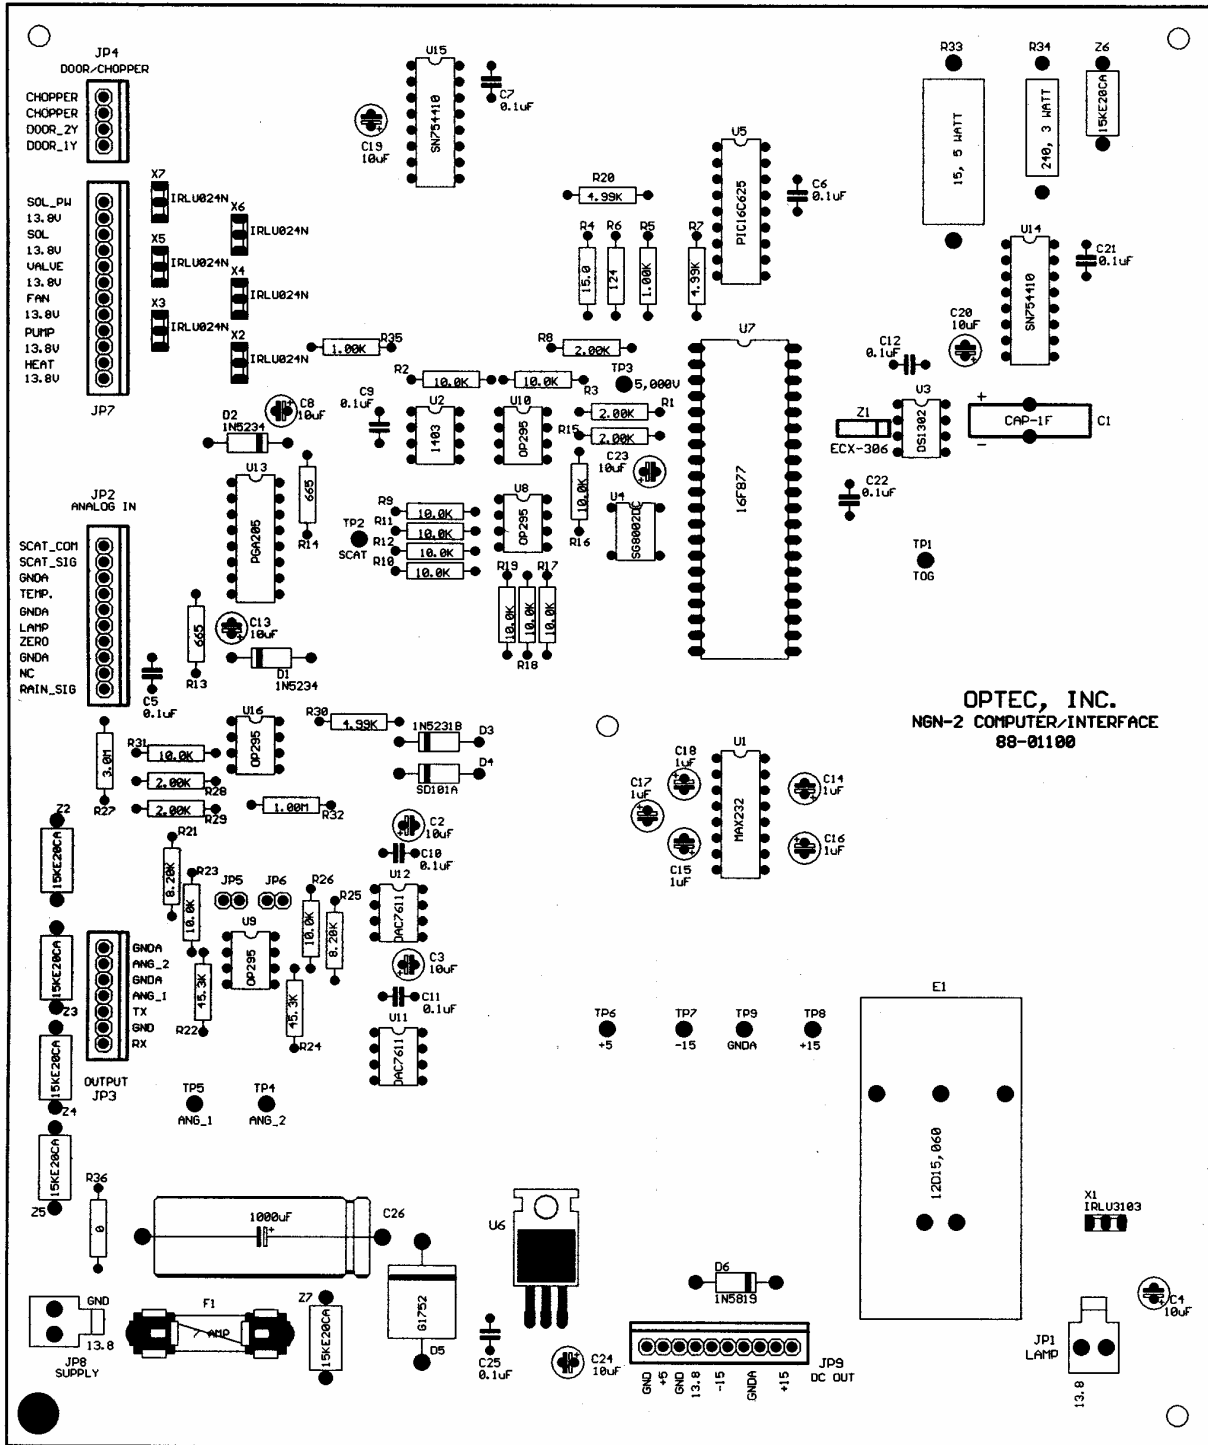 JP4
DOOR/CHOPPER
CHOPPER
CHOPPER
DOOR_2Y
DOOR_1Y
U15
SN754410
C7
0.1uF
C19
10uF
R33
15, 5 WATT
R34
240, 3 WATT
Z6
15KE20CA
U5
PIC16C625
C6
0.1uF
R20
4.99K
R4
15.0
R6
124
R5
1.00K
R7
4.99K
U14
SN754410
C21
0.1uF
C20
10uF
SOL_PW
13.8V
SOL
13.8V
VALVE
13.8V
FAN
13.8V
PUMP
13.8V
HEAT
13.8V
JP7
X7
IRLU024N
X6
IRLU024N
X5
IRLU024N
X4
IRLU024N
X3
IRLU024N
X2
IRLU024N
R35
1.00K
R8
2.00K
U7
16F877
R2
10.0K
10.0K
R3
TP3
5,000V
C12
0.1uF
U3
DS1302
Z1
ECX-306
+
CAP-1F
C1
-
C22
0.1uF
C8
10uF
C9
0.1uF
U2
1403
U10
OP295
2.00K
R1
R15
2.00K
D2
1N5234
U13
PGA205
665
R14
C23
10uF
10.0K
R16
U4
SG8002DC
U8
OP295
R9
10.0K
R11
10.0K
R12
10.0K
R10
10.0K
TP2
SCAT
TP1
TOG
JP2
ANALOG IN
SCAT_COM
SCAT_SIG
GNDA
TEMP.
GNDA
LAMP
ZERO
GNDA
NC
RAIN_SIG
R19
10.0K
R17
10.0K
10.0K
R18
665
R13
C13
10uF
D1
1N5234
C5
0.1uF
OPTEC, INC.
NGN-2 COMPUTER/INTERFACE
88-01100
U16
OP295
R30
4.99K
1N5231B
D3
D4
SD101A
R31
10.0K
2.00K
R28
2.00K
R29
3.0M
R27
1.00M
R32
C18
1uF
C17
1uF
C15
1uF
U1
MAX232
C14
1uF
C16
1uF
Z2
15KE20CA
R21
8.20K
R23
10.0K
JP5
JP6
R26
10.0K
R25
8.20K
C2
10uF
C10
0.1uF
U12
DAC7611
U9
OP295
45.3K
R22
45.3K
R24
C3
10uF
C11
0.1uF
U11
DAC7611
15KE20CA
Z3
GNDA
ANG_2
GNDA
ANG_1
TX
GND
RX
OUTPUT
JP3
15KE20CA
Z4
TP5
ANG_1
TP4
ANG_2
TP6
+5
TP7
-15
TP9
GNDA
TP8
+15
E1
12D15,060
15KE20CA
Z5
R36
0
1000uF
+
C26
U6
X1
IRLU3103
D6
1N5819
G1752
D5
GND
13.8
JP8
SUPPLY
F1
7 AMP
Z7
15KE20CA
C25
0.1uF
C24
10uF
JP9
DC OUT
GND
+5
GND
13.8
-15
GNDA
+15
C4
10uF
JP1
LAMP
13.8